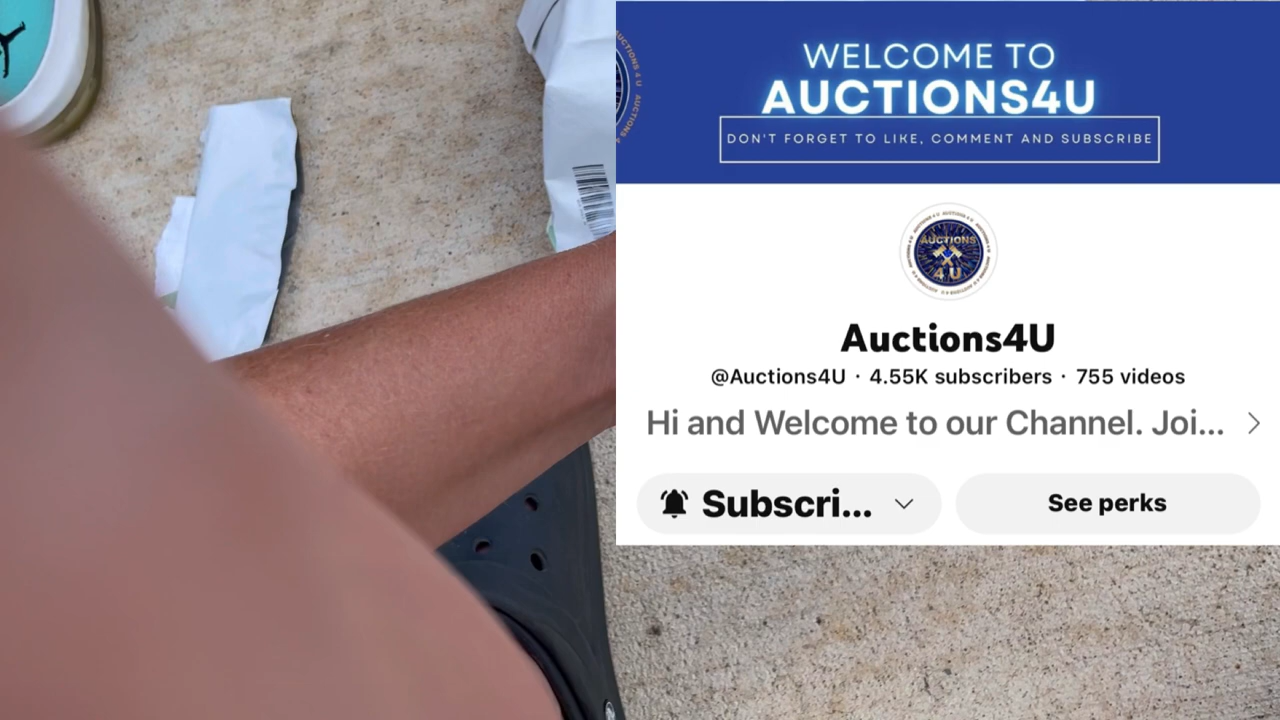 WELCOME TO
AUCTIONS4U
DON'T FORGET TO LIKE, COMMENT AND SUBSCRIBE
AUCTIONS
4 U
Auctions4U
@Auctions4U · 4.55K subscribers · 755 videos
Hi and Welcome to our Channel. Joi...
Subscri...
See perks